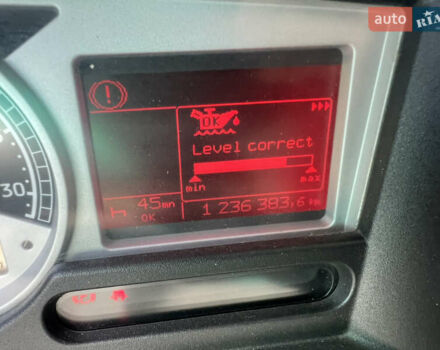 auto RIA
OK
Level correct
min max
45mn
OK
1 236 383,6 km
30